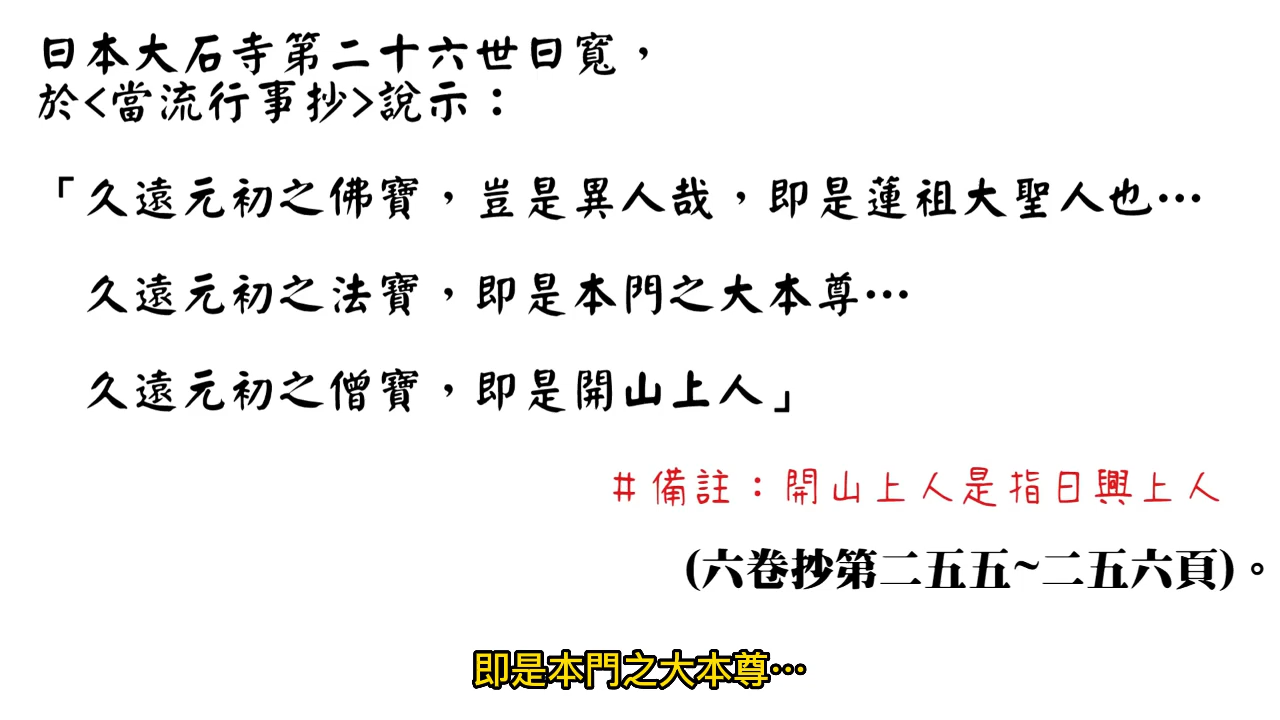 日本大石寺第二十六世日寬，
於<當流行事抄>說示：
「久遠元初之佛寶，豈是異人哉，即是蓮祖大聖人也…
久遠元初之法寶，即是本門之大本尊…
久遠元初之僧寶，即是開山上人」
#備註：開山上人是指日興上人
(六卷抄第二五五~二五六頁)。
即是本門之大本尊…